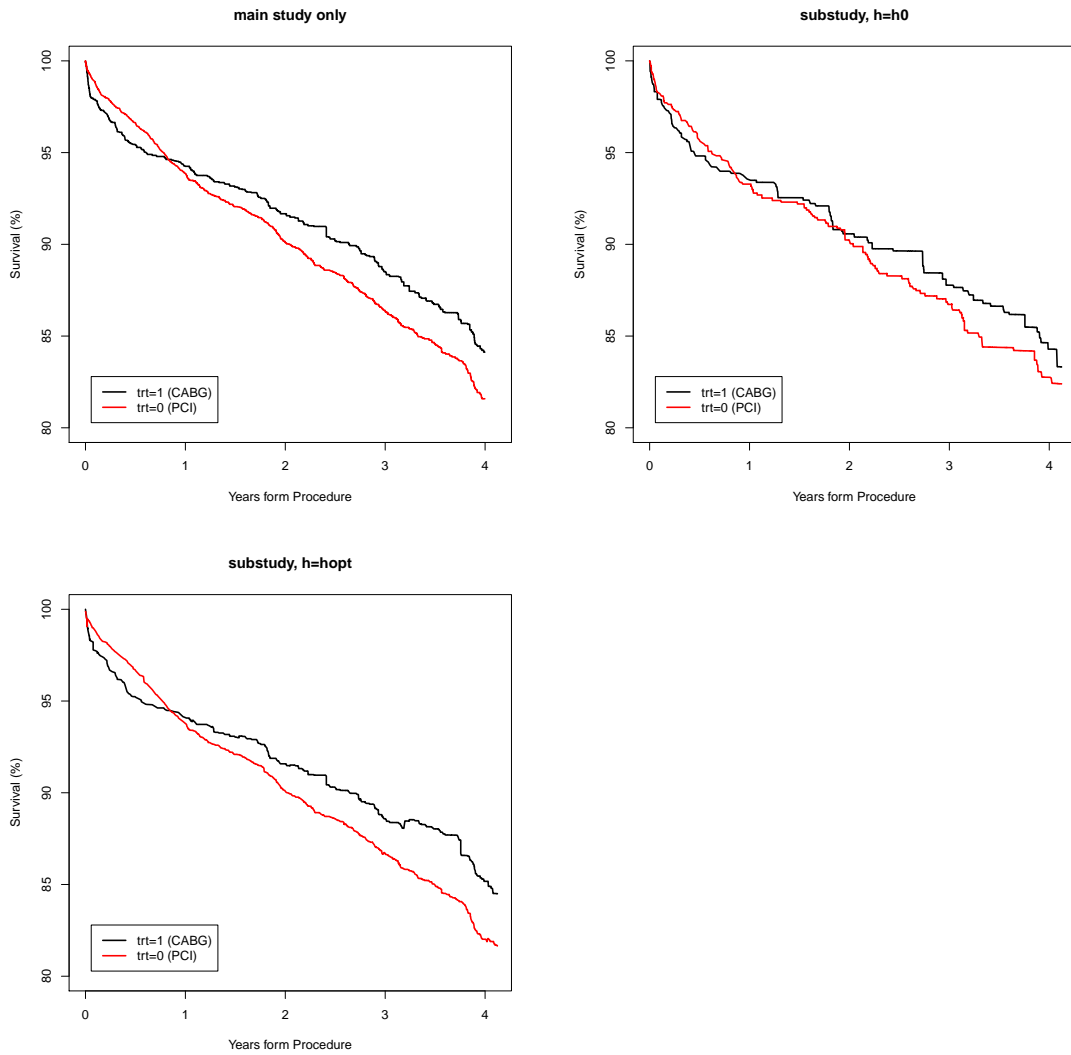 main study only
100
95
90
85
80
Survival (%)
trt=1 (CABG)
trt=0 (PCI)
0 1 2 3 4
Years form Procedure
substudy, h=h0
100
95
90
85
80
Survival (%)
trt=1 (CABG)
trt=0 (PCI)
0 1 2 3 4
Years form Procedure
substudy, h=hopt
100
95
90
85
80
Survival (%)
trt=1 (CABG)
trt=0 (PCI)
0 1 2 3 4
Years form Procedure